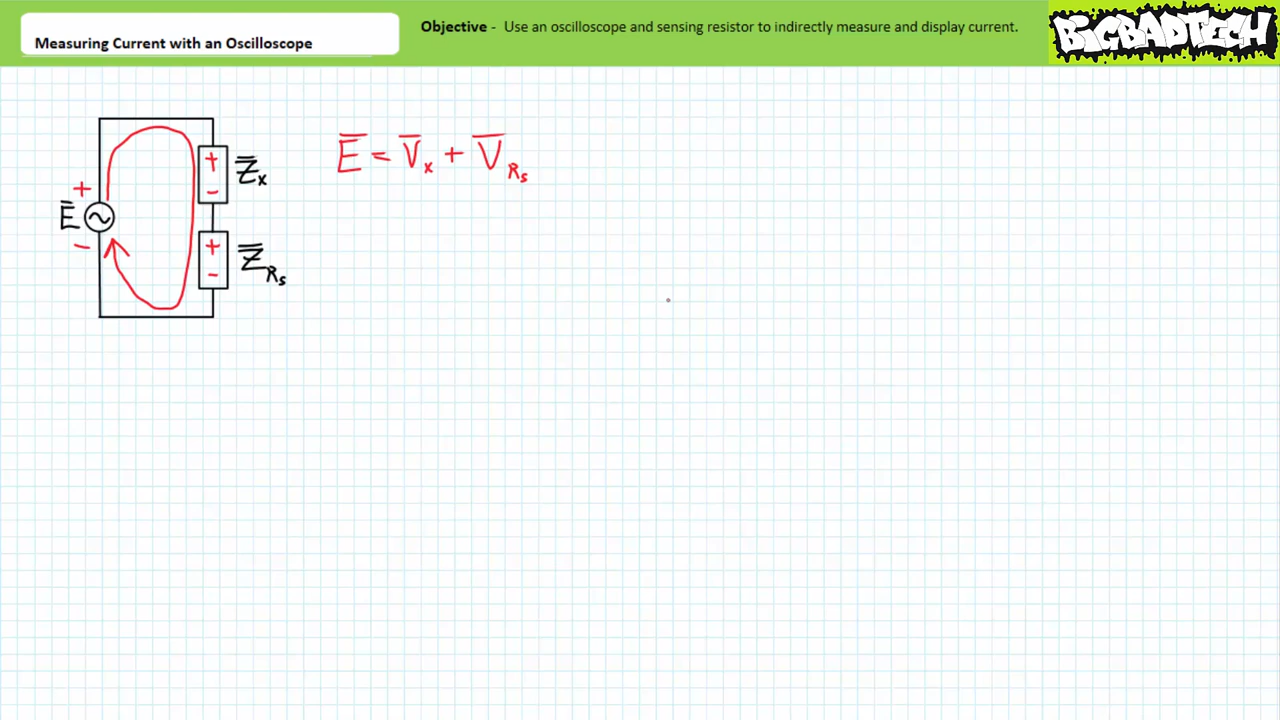 Measuring Current with an Oscilloscope
Objective - Use an oscilloscope and sensing resistor to indirectly measure and display current.
BIGBADTECH
E̅ = V̅x + V̅Rs
+
-
Z̅x
+
E̅
-
+
-
Z̅Rs